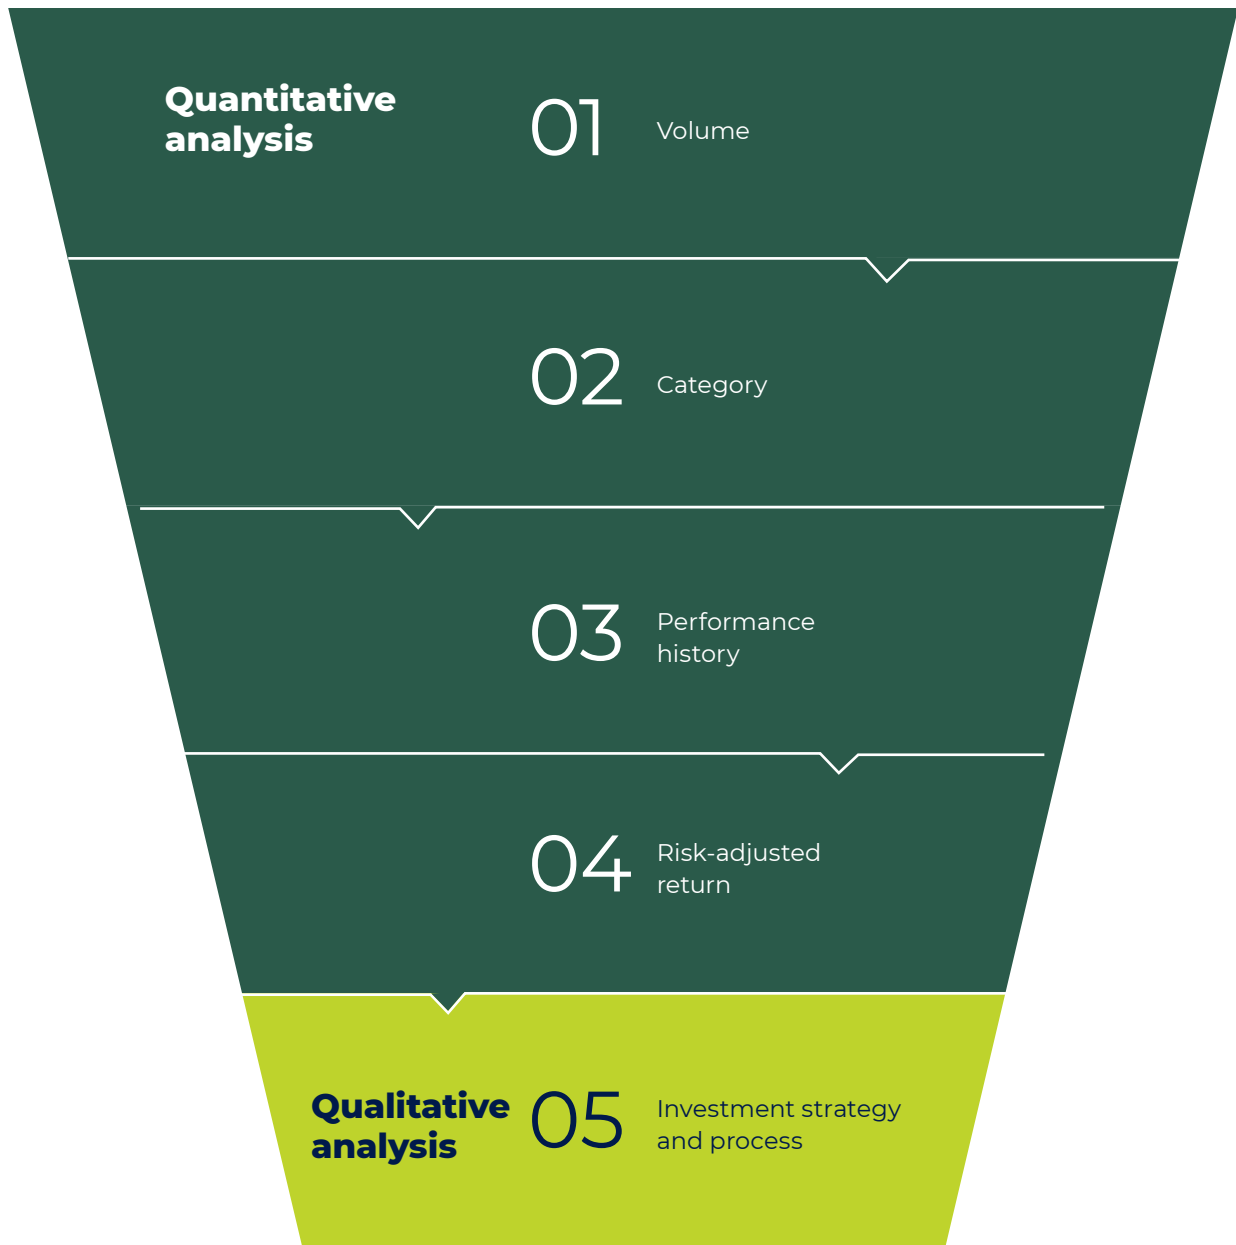 Quantitative
analysis
01
Volume
02
Category
03
Performance
history
04
Risk-adjusted
return
Qualitative
analysis
05
Investment strategy
and process